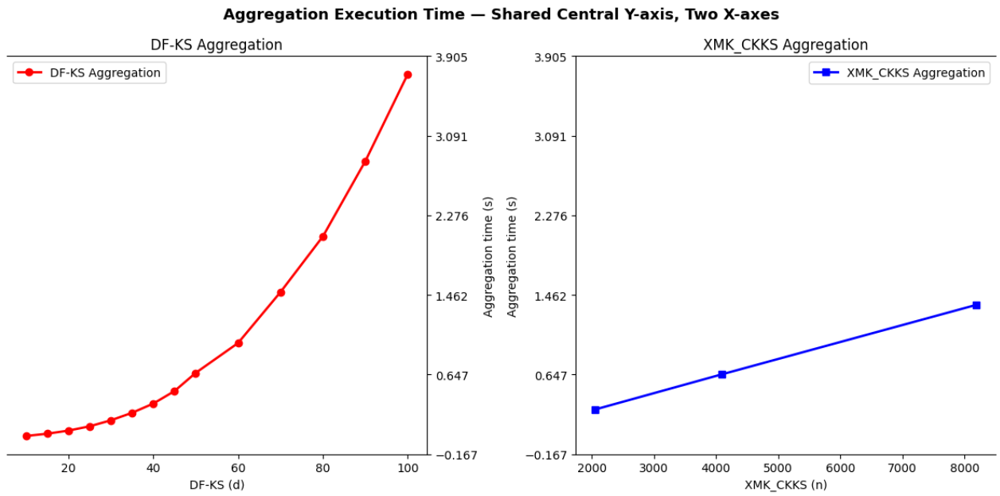 Aggregation Execution Time — Shared Central Y-axis, Two X-axes
DF-KS Aggregation
DF-KS Aggregation
3.905
3.091
2.276
1.462
0.647
−0.167
Aggregation time (s)
20
40
60
80
100
DF-KS (d)
XMK_CKKS Aggregation
XMK_CKKS Aggregation
Aggregation time (s)
3.905
3.091
2.276
1.462
0.647
−0.167
2000
3000
4000
5000
6000
7000
8000
XMK_CKKS (n)